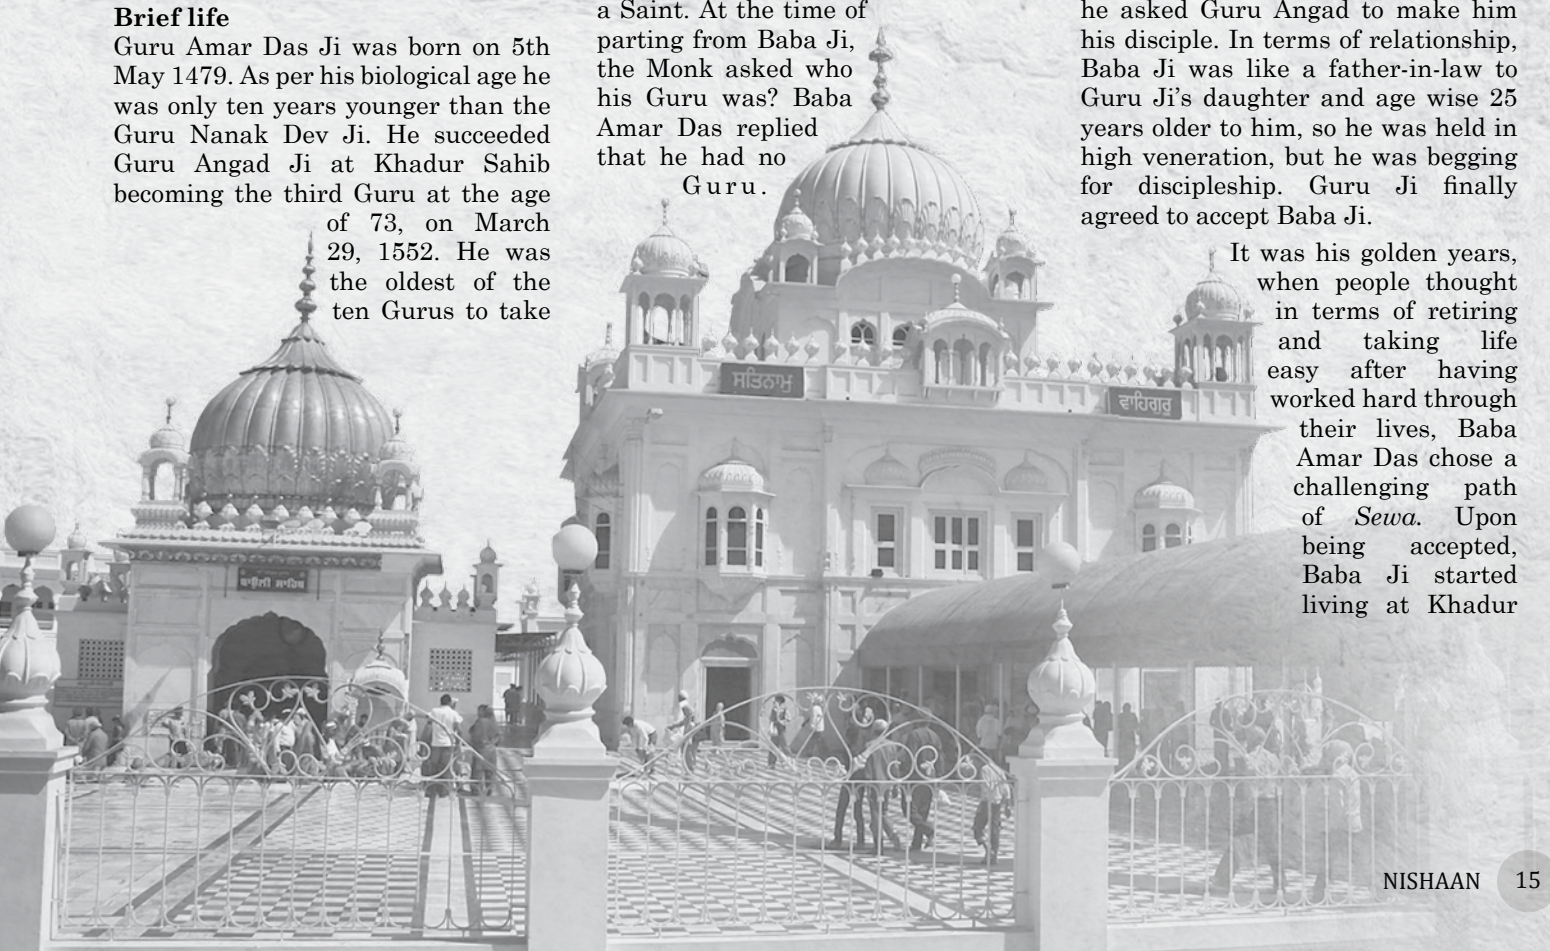 Brief life
Guru Amar Das Ji was born on 5th
May 1479. As per his biological age he
was only ten years younger than the
Guru Nanak Dev Ji. He succeeded
Guru Angad Ji at Khadur Sahib
becoming the third Guru at the age
of 73, on March
29, 1552. He was
the oldest of the
ten Gurus to take
a Saint. At the time of
parting from Baba Ji,
the Monk asked who
his Guru was? Baba
Amar Das replied
that he had no
Guru.
he asked Guru Angad to make him
his disciple. In terms of relationship,
Baba Ji was like a father-in-law to
Guru Ji’s daughter and age wise 25
years older to him, so he was held in
high veneration, but he was begging
for discipleship. Guru Ji finally
agreed to accept Baba Ji.
It was his golden years,
when people thought
in terms of retiring
and taking life
easy after having
worked hard through
their lives, Baba
Amar Das chose a
challenging path
of Sewa. Upon
being accepted,
Baba Ji started
living at Khadur
ਸਤਿਨਾਮੁ
ਵਾਹਿਗੁਰੂ
ਬਾਉਲੀ ਸਾਹਿਬ
NISHAAN 15